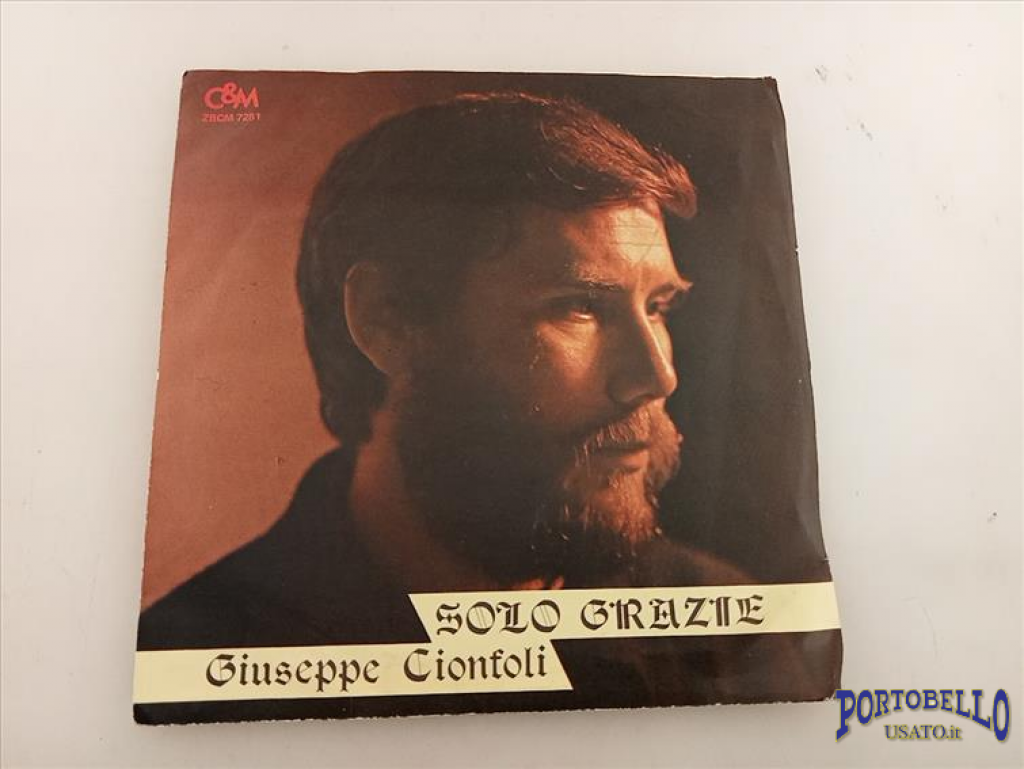 C&M
ZBCM 7281
SOLO GRAZIE
Giuseppe Cionfoli
PORTOBELLO
USATO.it